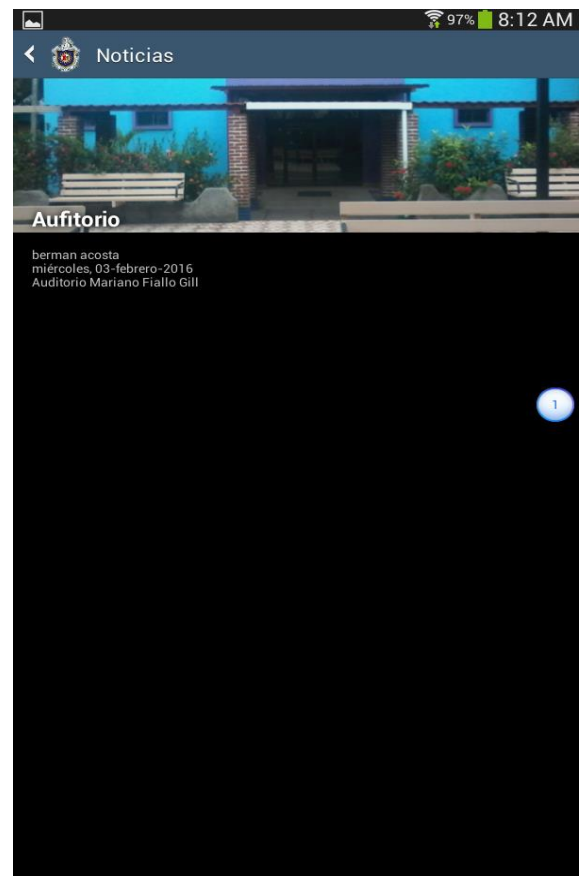 97% 8:12 AM
Noticias
Aufitorio
berman acosta
miércoles, 03-febrero-2016
Auditorio Mariano Fiallo Gill
1